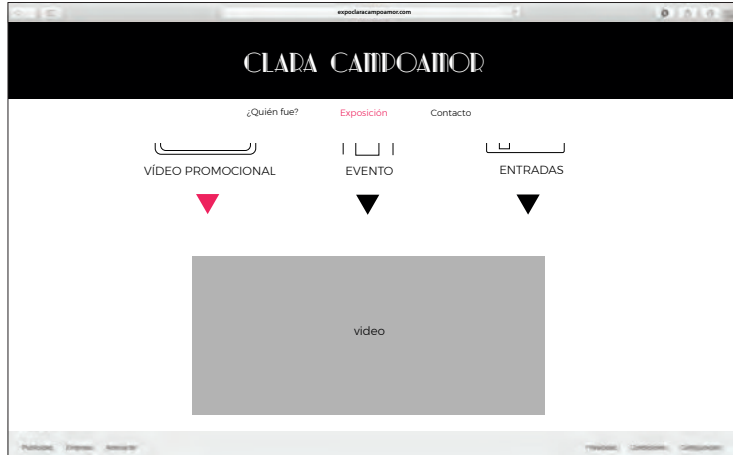 expoclaracampoamor.com
CLARA CAMPOAMOR
¿Quién fue? Exposición Contacto
VÍDEO PROMOCIONAL EVENTO ENTRADAS
video